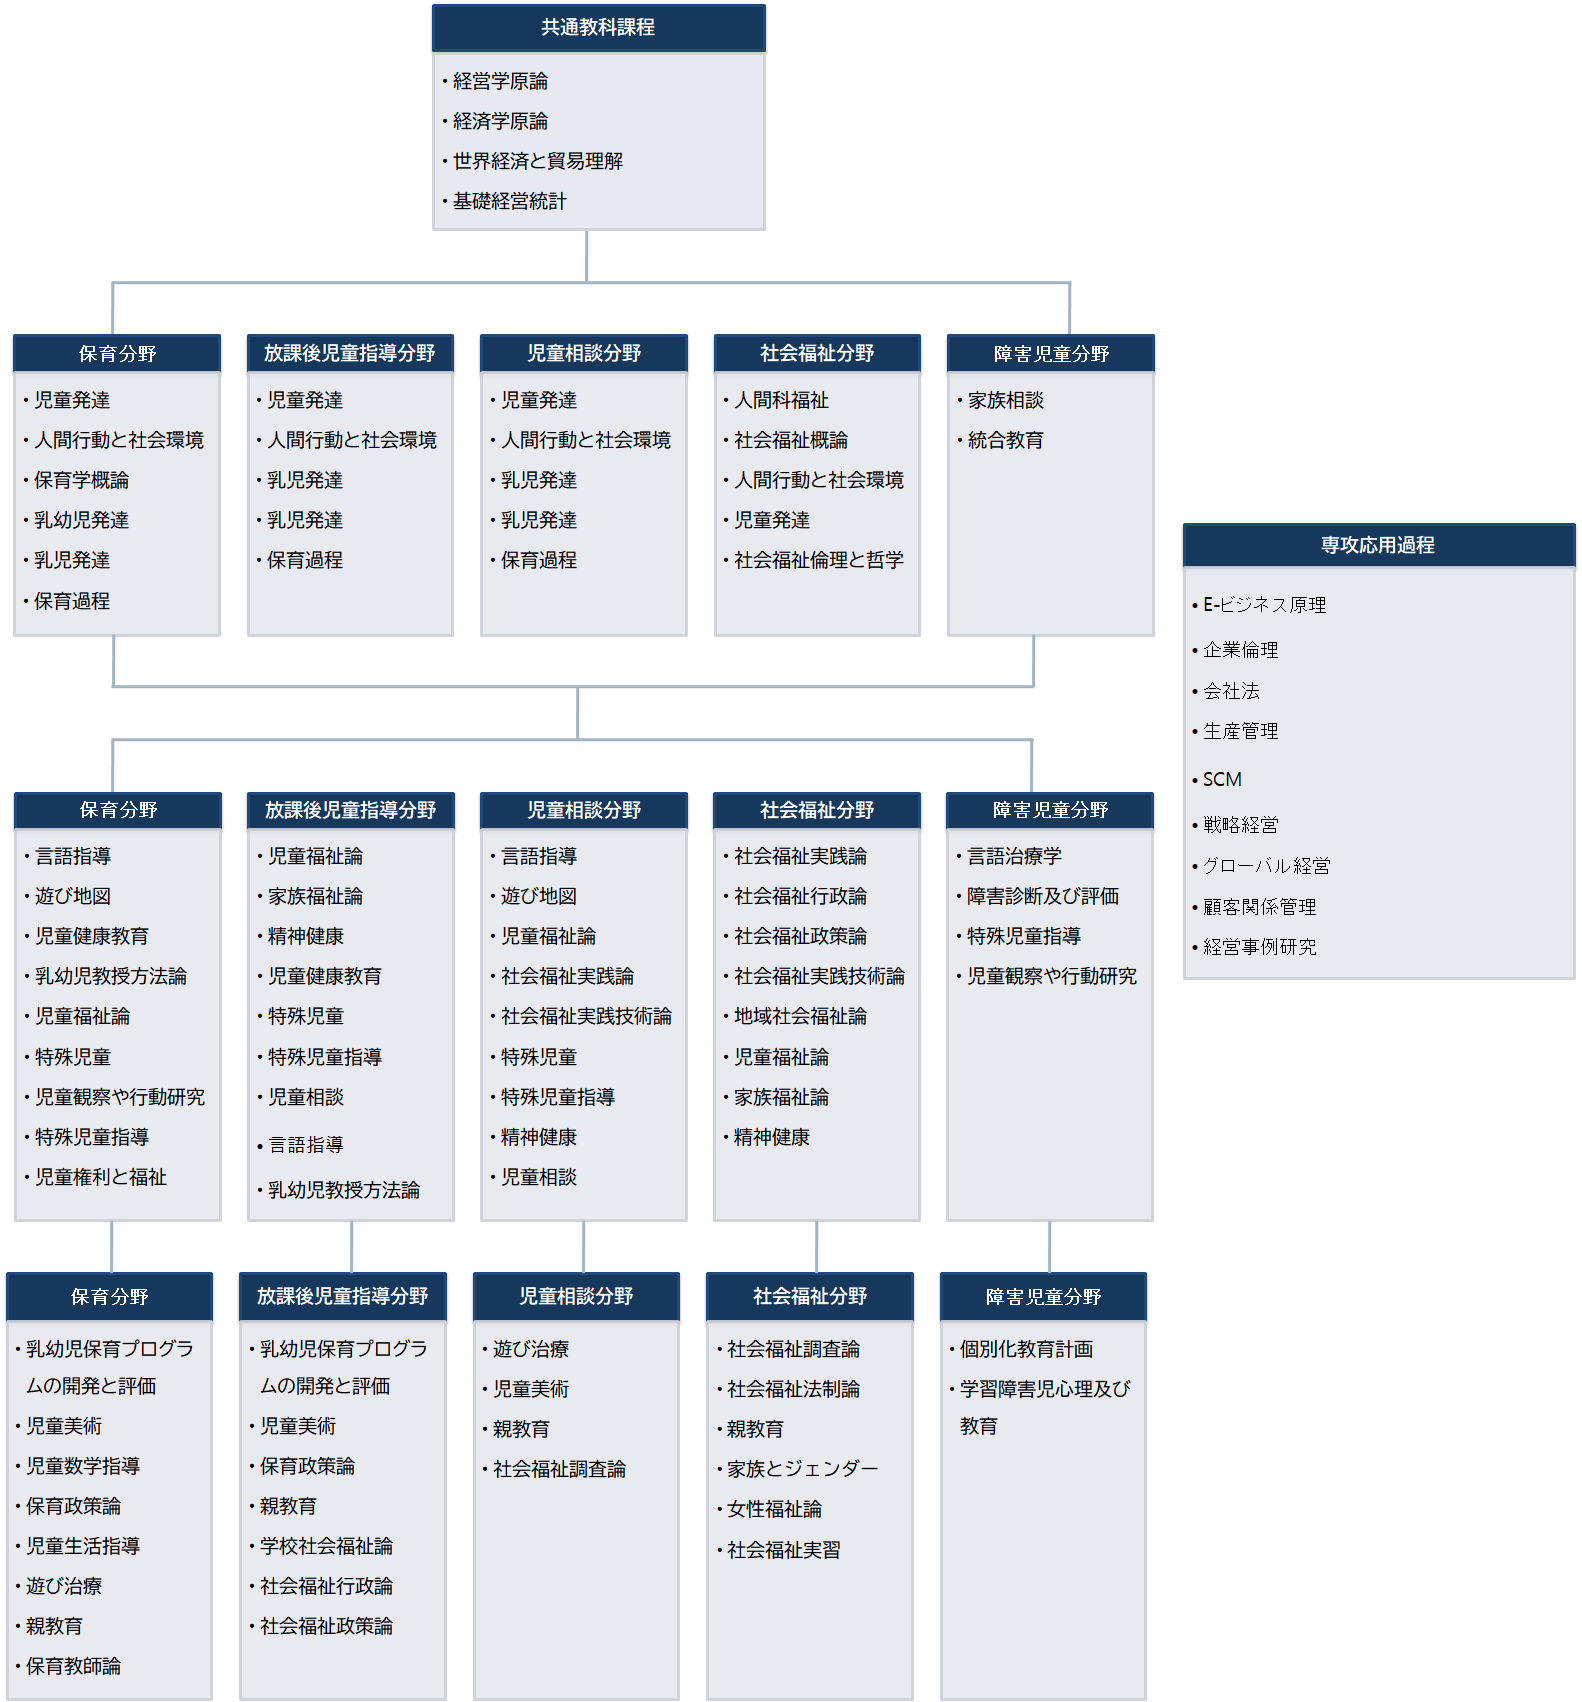 共通教科課程
・経営学原論
・経済学原論
・世界経済と貿易理解
・基礎経営統計
保育分野
・児童発達
・人間行動と社会環境
・保育学概論
・乳幼児発達
・乳児発達
・保育過程
放課後児童指導分野
・児童発達
・人間行動と社会環境
・乳児発達
・乳児発達
・保育過程
児童相談分野
・児童発達
・人間行動と社会環境
・乳児発達
・乳児発達
・保育過程
社会福祉分野
・人間科福祉
・社会福祉概論
・人間行動と社会環境
・児童発達
・社会福祉倫理と哲学
障害児童分野
・家族相談
・統合教育
専攻応用過程
• E-ビジネス原理
• 企業倫理
• 会社法
• 生産管理
• SCM
• 戦略経営
• グローバル経営
• 顧客関係管理
• 経営事例研究
保育分野
・言語指導
・遊び地図
・児童健康教育
・乳幼児教授方法論
・児童福祉論
・特殊児童
・児童観察や行動研究
・特殊児童指導
・児童権利と福祉
放課後児童指導分野
・児童福祉論
・家族福祉論
・精神健康
・児童健康教育
・特殊児童
・特殊児童指導
・児童相談
• 言語指導
・乳幼児教授方法論
児童相談分野
・言語指導
・遊び地図
・児童福祉論
・社会福祉実践論
・社会福祉実践技術論
・特殊児童
・特殊児童指導
・精神健康
・児童相談
社会福祉分野
・社会福祉実践論
・社会福祉行政論
・社会福祉政策論
・社会福祉実践技術論
・地域社会福祉論
・児童福祉論
・家族福祉論
・精神健康
障害児童分野
・言語治療学
・障害診断及び評価
・特殊児童指導
・児童観察や行動研究
保育分野
・乳幼児保育プログラ
ムの開発と評価
・児童美術
・児童数学指導
・保育政策論
・児童生活指導
・遊び治療
・親教育
・保育教師論
放課後児童指導分野
・乳幼児保育プログラ
ムの開発と評価
・児童美術
・保育政策論
・親教育
・学校社会福祉論
・社会福祉行政論
・社会福祉政策論
児童相談分野
・遊び治療
・児童美術
・親教育
・社会福祉調査論
社会福祉分野
・社会福祉調査論
・社会福祉法制論
・親教育
・家族とジェンダー
・女性福祉論
・社会福祉実習
障害児童分野
・個別化教育計画
・学習障害児心理及び
教育